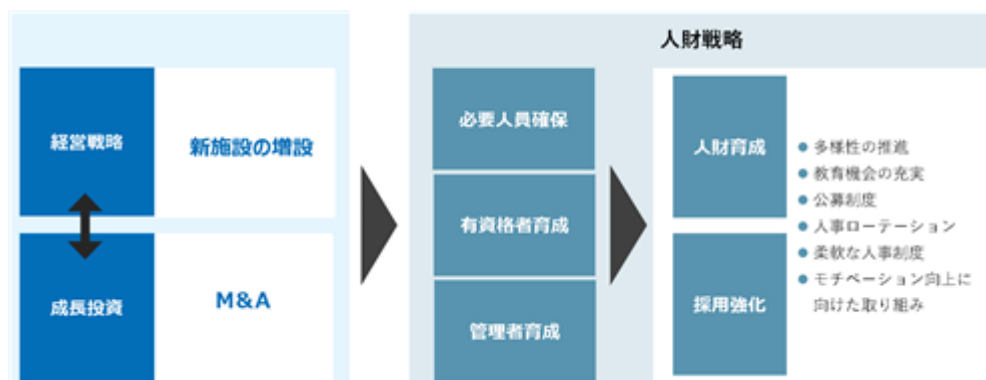 経営戦略
新施設の増設
成長投資
M&A
人財戦略
必要人員確保
有資格者育成
管理者育成
人財育成
採用強化
● 多様性の推進
● 教育機会の充実
● 公募制度
● 人事ローテーション
● 柔軟な人事制度
● モチベーション向上に
向けた取り組み